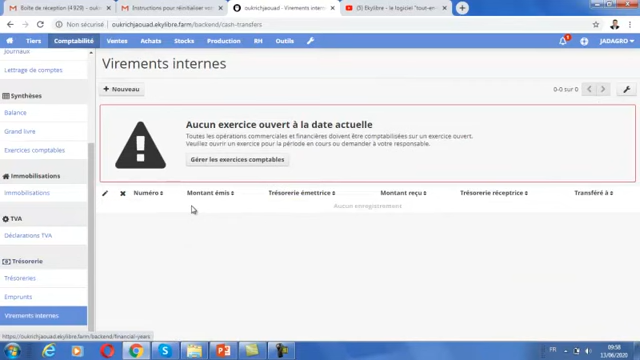 Boîte de réception (4 829) - ouk
Instructions pour réinitialiser vo
Virements internes
(5) Ekylibre - le logiciel "tout-en
Non sécurisé | oukrichjaouad.ekylibre.farm/backend/cash-transfers
Tiers Comptabilité Ventes Achats Stocks Production RH Outils JADAGRO
Journaux
Lettrage de comptes
Synthèses
Balance
Grand livre
Exercices comptables
Immobilisations
Immobilisations
TVA
Déclarations TVA
Trésorerie
Trésoreries
Emprunts
Virements internes
Virements internes
Nouveau
0-0 sur 0
Aucun exercice ouvert à la date actuelle
Toutes les opérations commerciales et financières doivent être comptabilisées sur un exercice ouvert.
Veuillez ouvrir un exercice pour la période en cours ou demander à votre responsable.
Gérer les exercices comptables
Numéro Montant émis Trésorerie émettrice Montant reçu Trésorerie réceptrice Transféré à
Aucun enregistrement
https://oukrichjaouad.ekylibre.farm/backend/financial-years
FR
09:58
13/06/2020